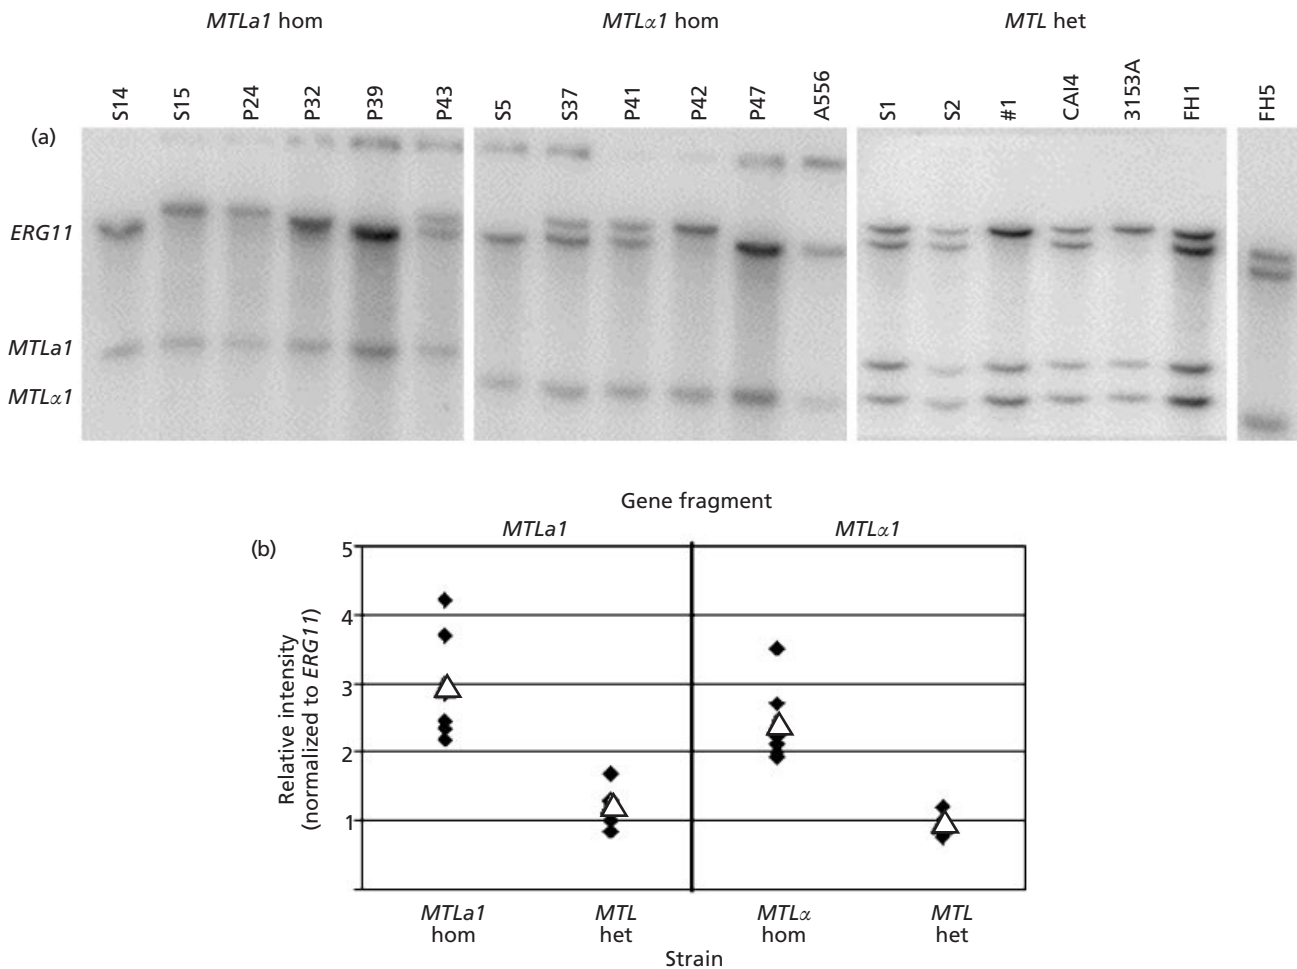 MTLa1 hom
MTLα1 hom
MTL het
S14 S15 P24 P32 P39 P43 S5 S37 P41 P42 P47 A556 S1 S2 #1 CAI4 3153A FH1 FH5
(a)
ERG11
MTLa1
MTLα1
Gene fragment
(b) MTLa1 MTLα1
Relative intensity
(normalized to ERG11)
5
4
3
2
1
MTLa1 hom
MTL het
MTLα hom
MTL het
Strain